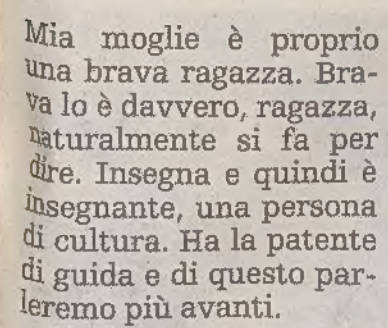 Mia moglie è proprio
una brava ragazza. Bra-
va lo è davvero, ragazza,
naturalmente si fa per
dire. Insegna e quindi è
insegnante, una persona
di cultura. Ha la patente
di guida e di questo par-
leremo più avanti.